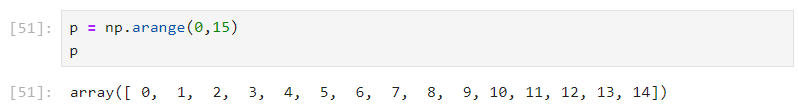 [51]: p = np.arange(0,15)
p
[51]: array([ 0,  1,  2,  3,  4,  5,  6,  7,  8,  9, 10, 11, 12, 13, 14])